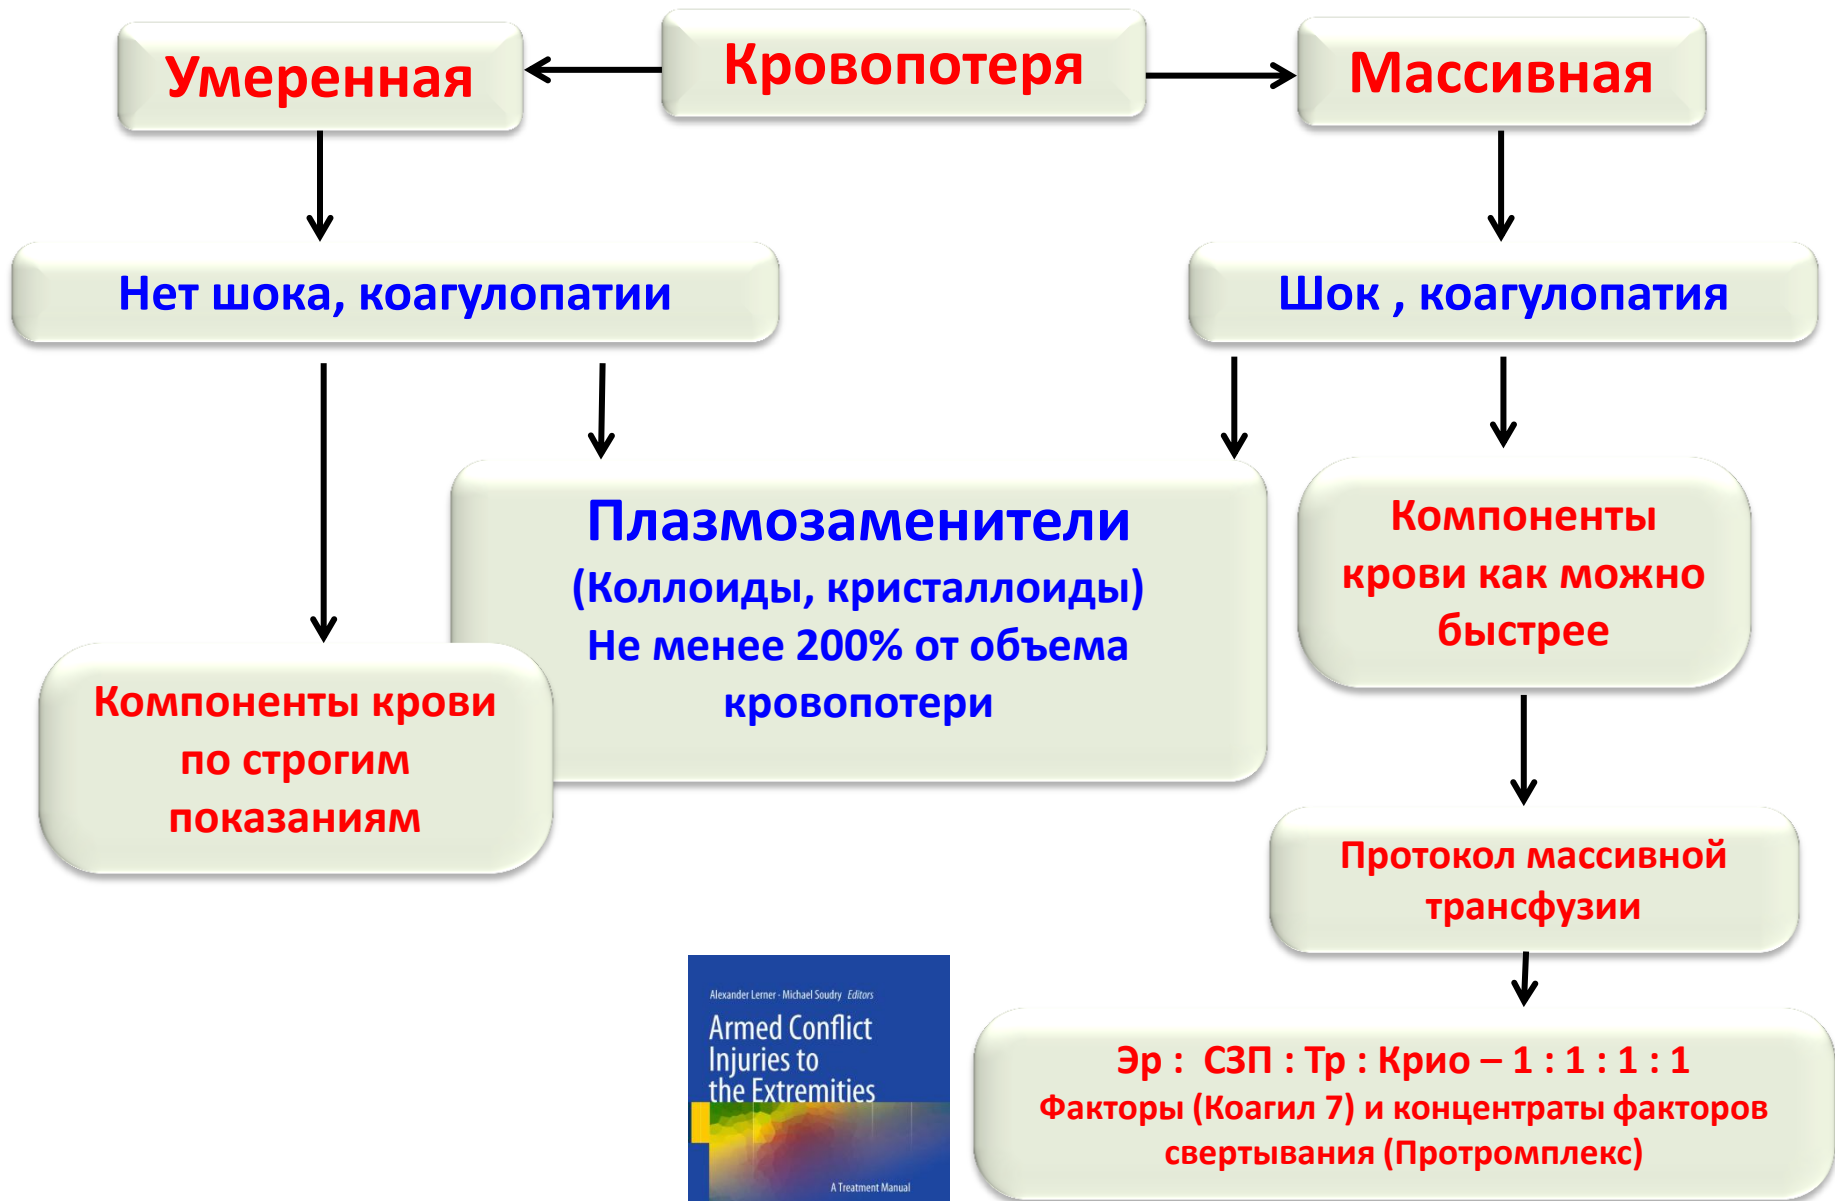 Кровопотеря
Умеренная
Массивная
Нет шока, коагулопатии
Шок , коагулопатия
Плазмозаменители
(Коллоиды, кристаллоиды)
Не менее 200% от объема
кровопотери
Компоненты
крови как можно
быстрее
Компоненты крови
по строгим
показаниям
Протокол массивной
трансфузии
Эр : СЗП : Тр : Крио – 1 : 1 : 1 : 1
Факторы (Коагил 7) и концентраты факторов
свертывания (Протромплекс)
Alexander Lerner · Michael Soudry Editors
Armed Conflict
Injuries to
the Extremities
A Treatment Manual